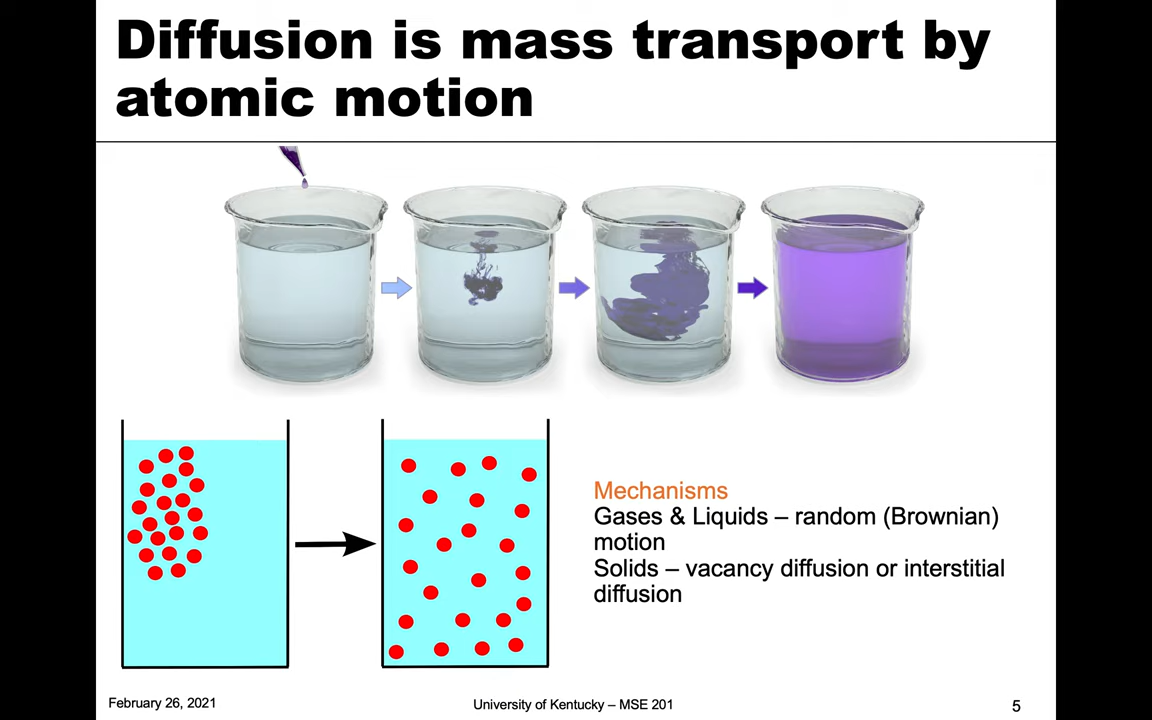 Diffusion is mass transport by
atomic motion
Mechanisms
Gases & Liquids – random (Brownian)
motion
Solids – vacancy diffusion or interstitial
diffusion
February 26, 2021
University of Kentucky – MSE 201
5